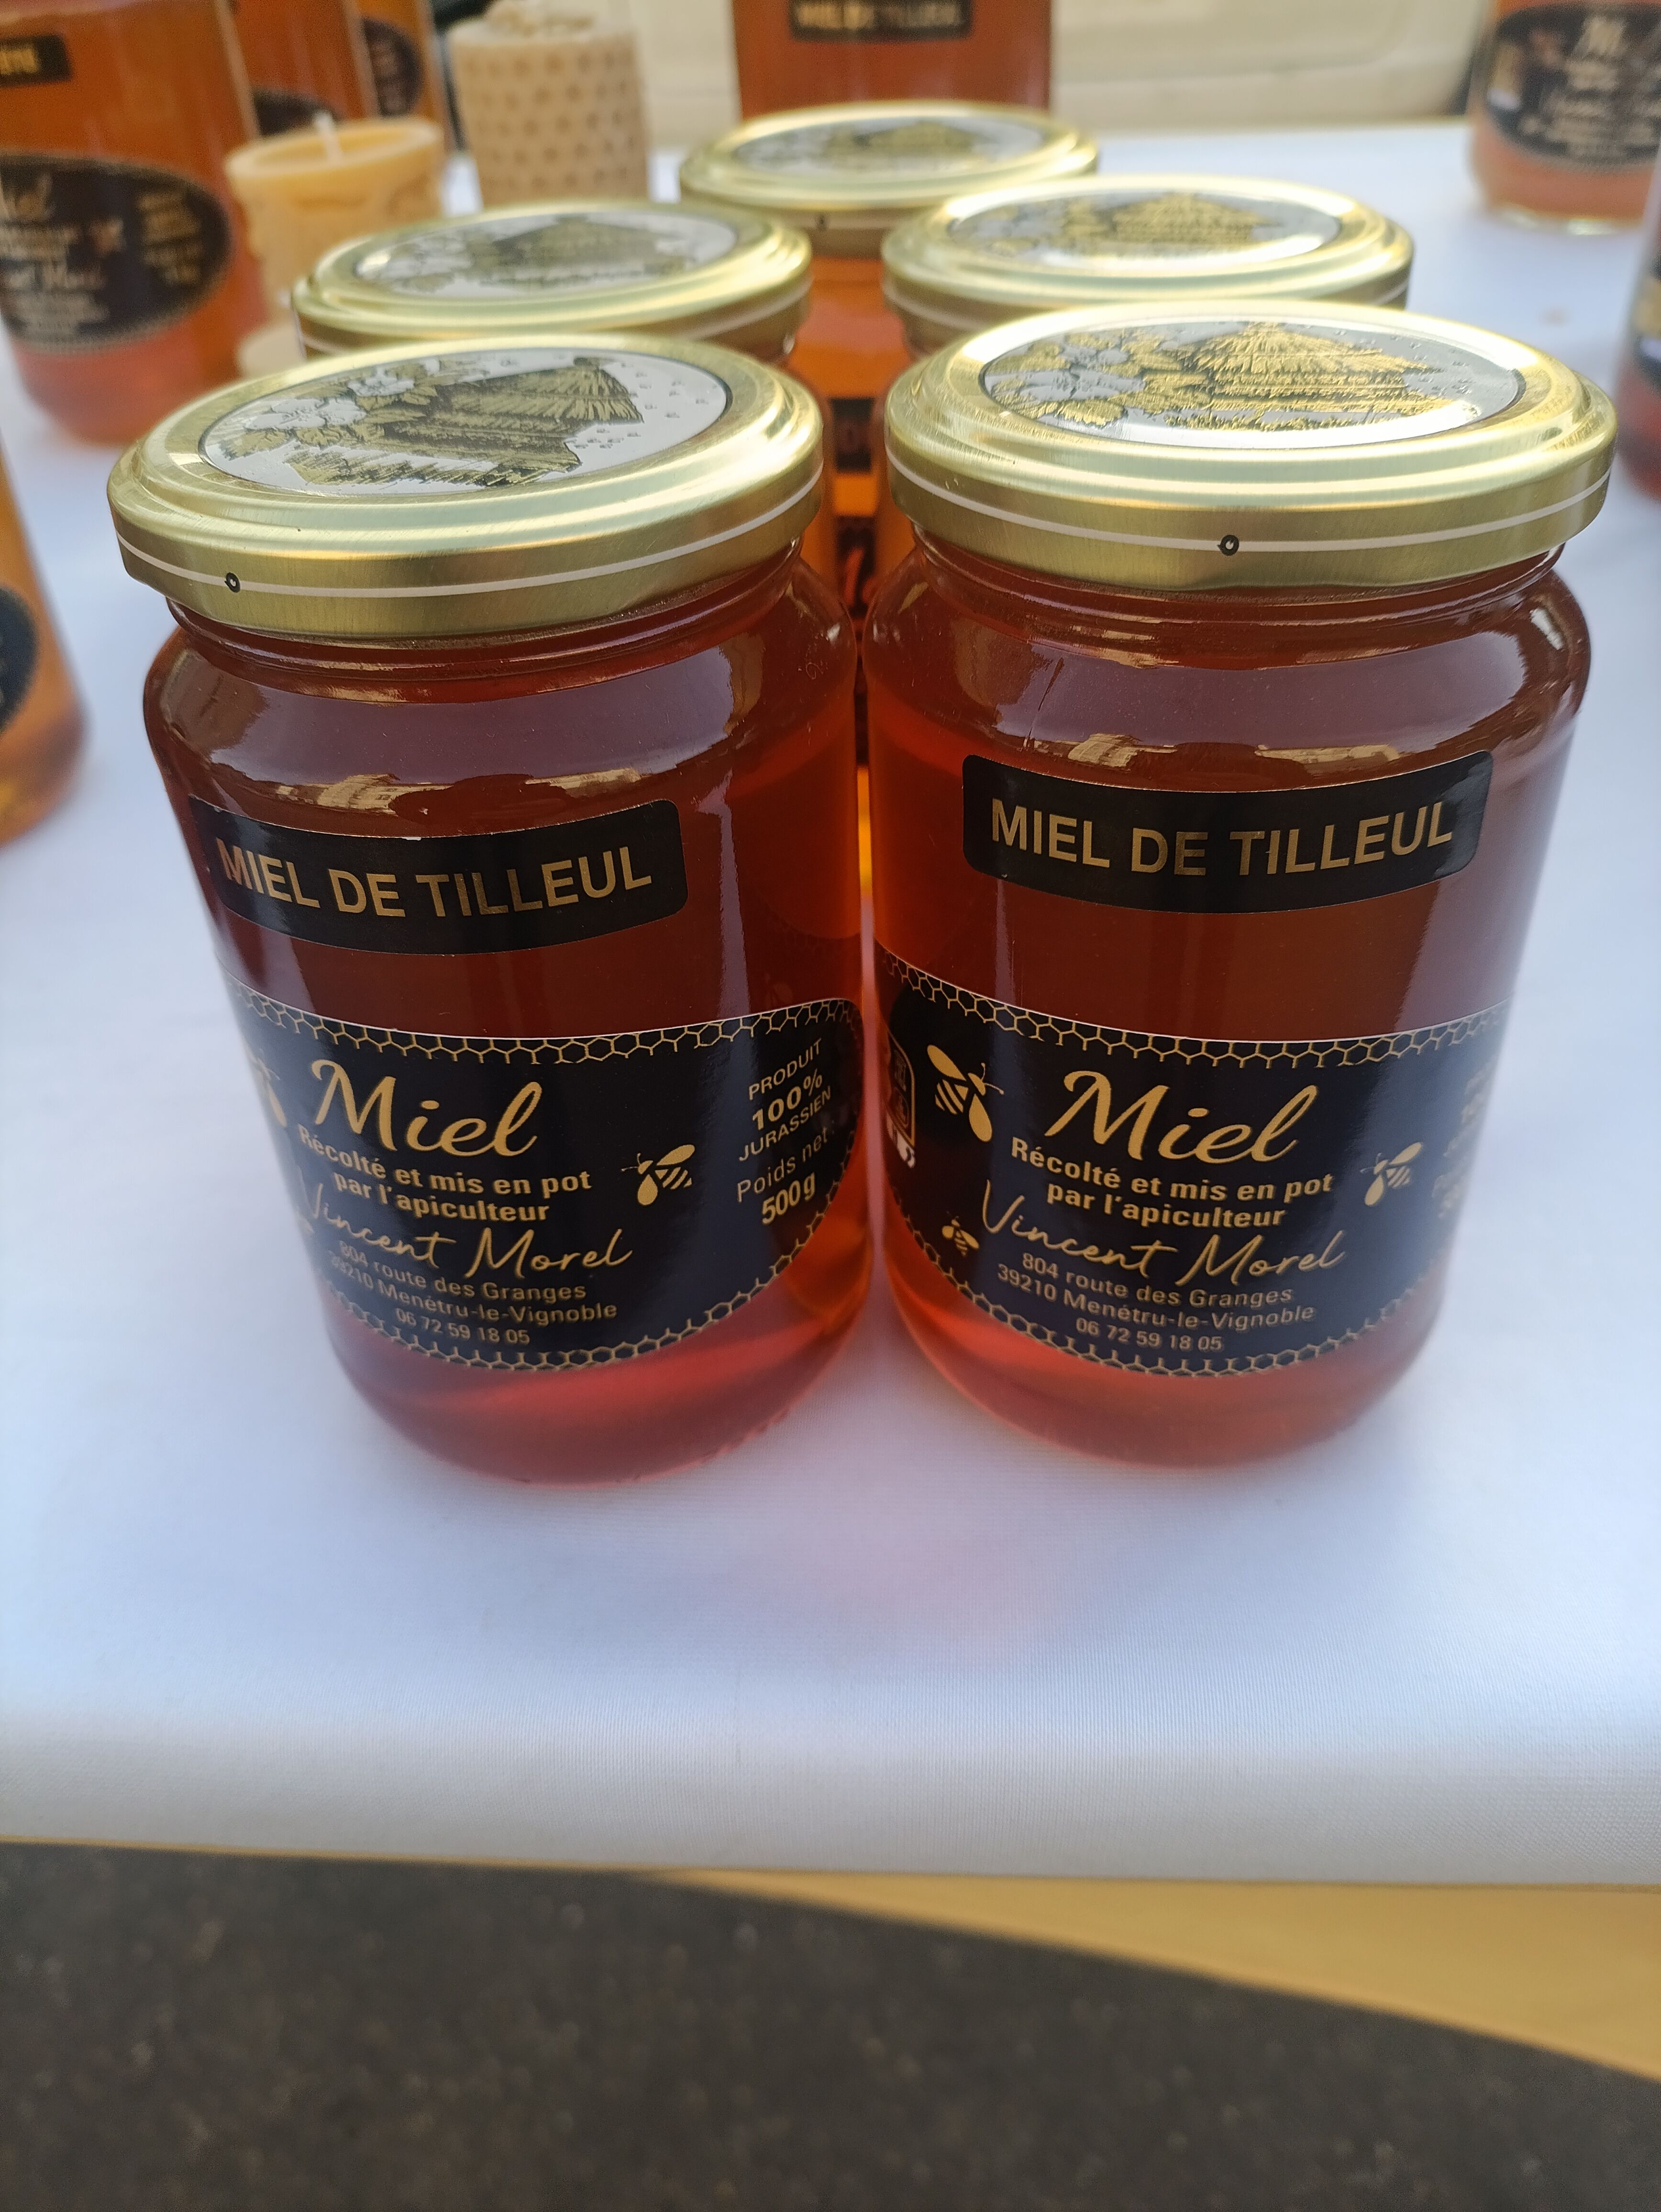 MIEL DE TILLEUL
MIEL DE TILLEUL
Miel
Récolté et mis en pot
par l'apiculteur
Vincent Morel
804 route des Granges
39210 Menétru-le-Vignoble
06 72 59 18 05
PRODUIT
100%
JURASSIEN
Poids net:
500g
MIEL DE TILLEUL
Miel
Récolté et mis en pot
par l'apiculteur
Vincent Morel
804 route des Granges
39210 Menétru-le-Vignoble
06 72 59 18 05